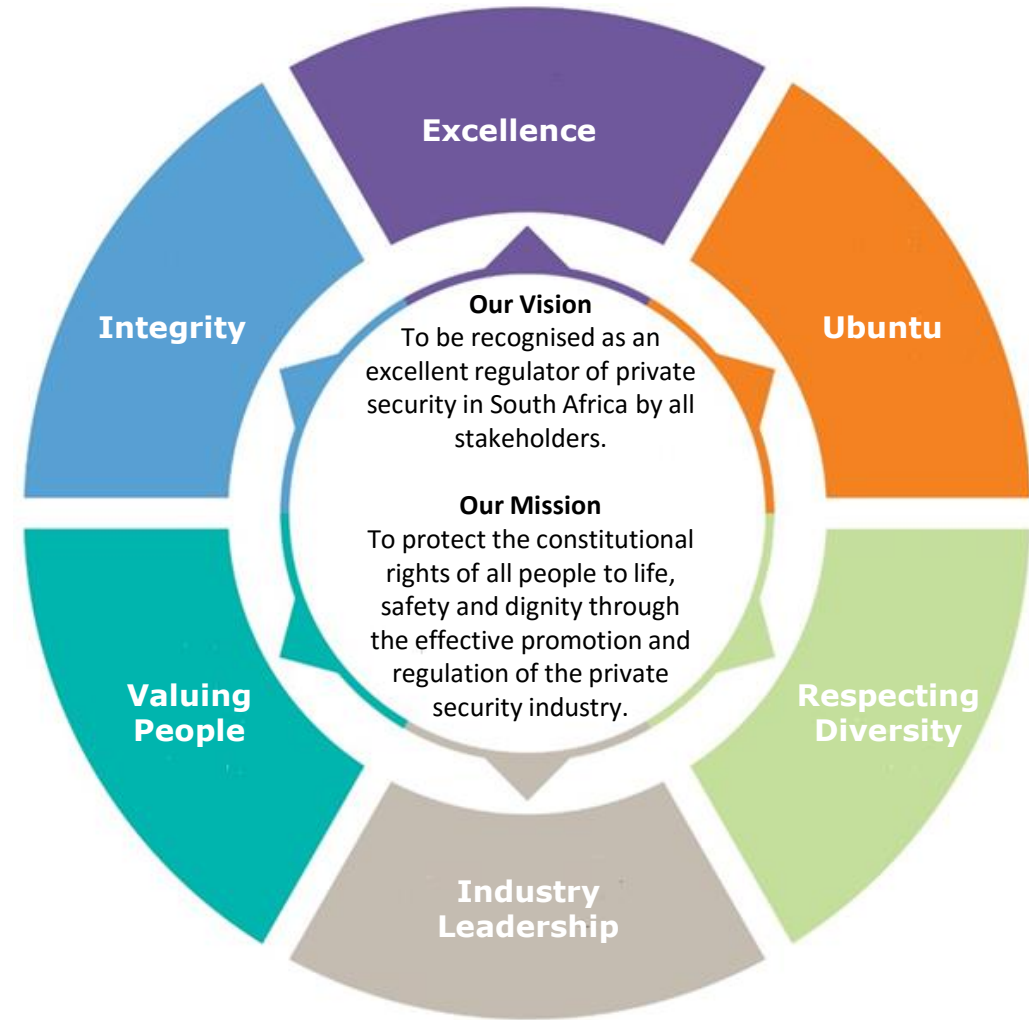 Excellence
Ubuntu
Respecting
Diversity
Industry
Leadership
Valuing
People
Integrity
Our Vision
To be recognised as an
excellent regulator of private
security in South Africa by all
stakeholders.
Our Mission
To protect the constitutional
rights of all people to life,
safety and dignity through
the effective promotion and
regulation of the private
security industry.